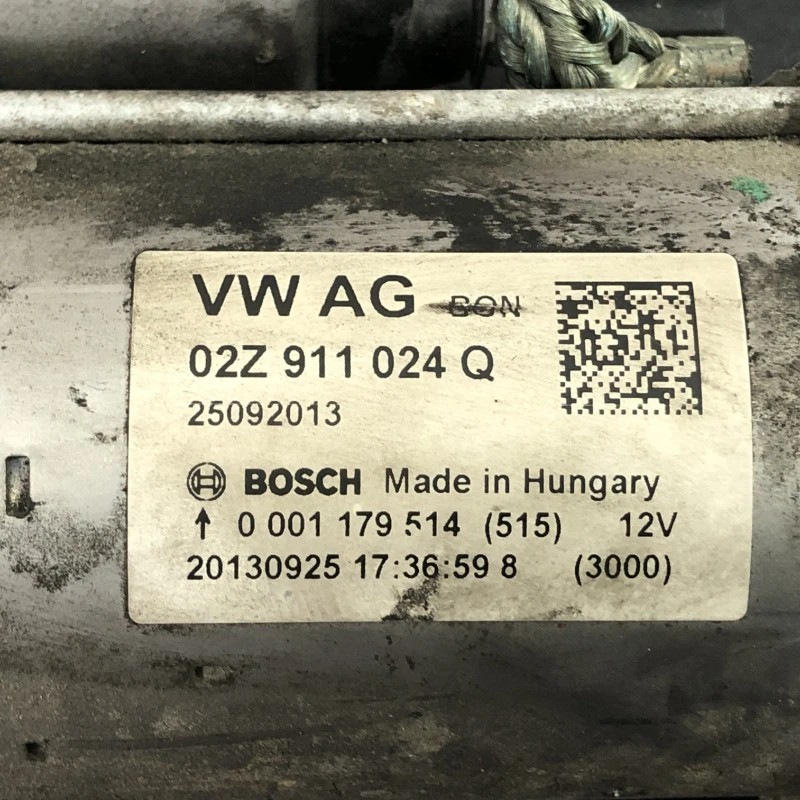 VW AG BON
02Z 911 024 Q
25092013
BOSCH Made in Hungary
↑ 0 001 179 514 (515) 12V
20130925 17:36:59 8 (3000)